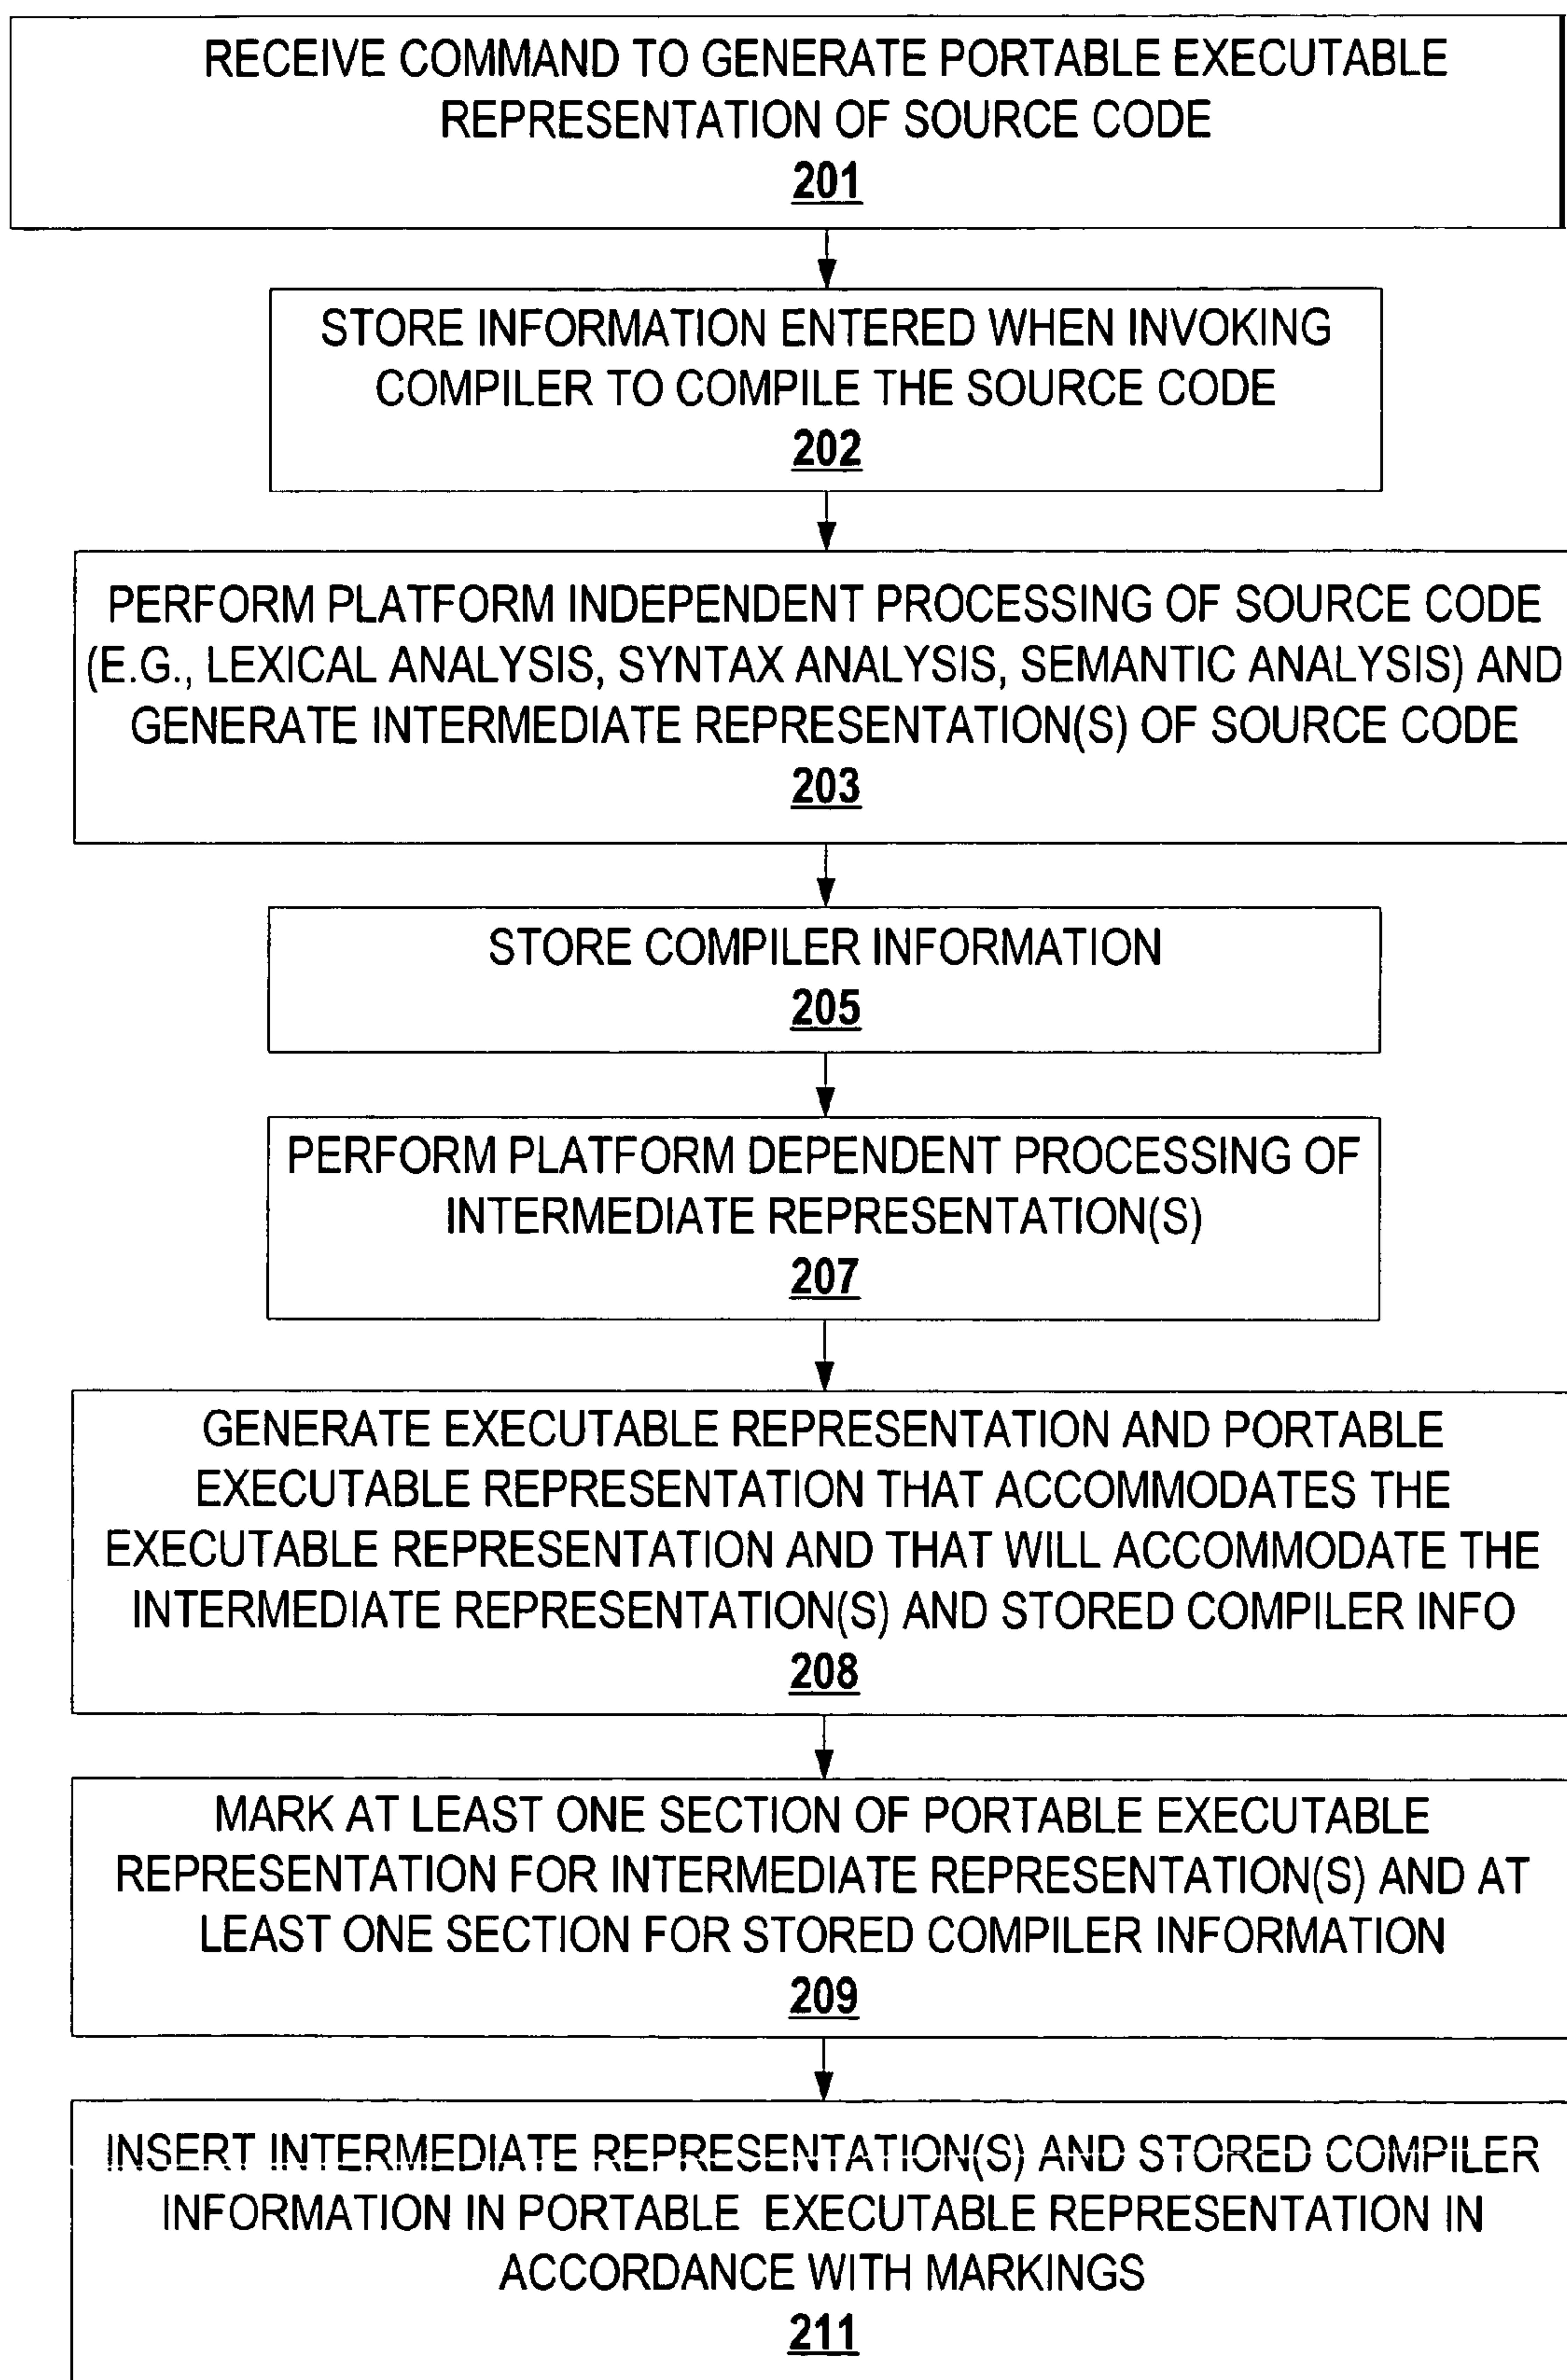 RECEIVE COMMAND TO GENERATE PORTABLE EXECUTABLE
REPRESENTATION OF SOURCE CODE
201
STORE INFORMATION ENTERED WHEN INVOKING
COMPILER TO COMPILE THE SOURCE CODE
202
PERFORM PLATFORM INDEPENDENT PROCESSING OF SOURCE CODE
(E.G., LEXICAL ANALYSIS, SYNTAX ANALYSIS, SEMANTIC ANALYSIS) AND
GENERATE INTERMEDIATE REPRESENTATION(S) OF SOURCE CODE
203
STORE COMPILER INFORMATION
205
PERFORM PLATFORM DEPENDENT PROCESSING OF
INTERMEDIATE REPRESENTATION(S)
207
GENERATE EXECUTABLE REPRESENTATION AND PORTABLE
EXECUTABLE REPRESENTATION THAT ACCOMMODATES THE
EXECUTABLE REPRESENTATION AND THAT WILL ACCOMMODATE THE
INTERMEDIATE REPRESENTATION(S) AND STORED COMPILER INFO
208
MARK AT LEAST ONE SECTION OF PORTABLE EXECUTABLE
REPRESENTATION FOR INTERMEDIATE REPRESENTATION(S) AND AT
LEAST ONE SECTION FOR STORED COMPILER INFORMATION
209
INSERT INTERMEDIATE REPRESENTATION(S) AND STORED COMPILER
INFORMATION IN PORTABLE EXECUTABLE REPRESENTATION IN
ACCORDANCE WITH MARKINGS
211